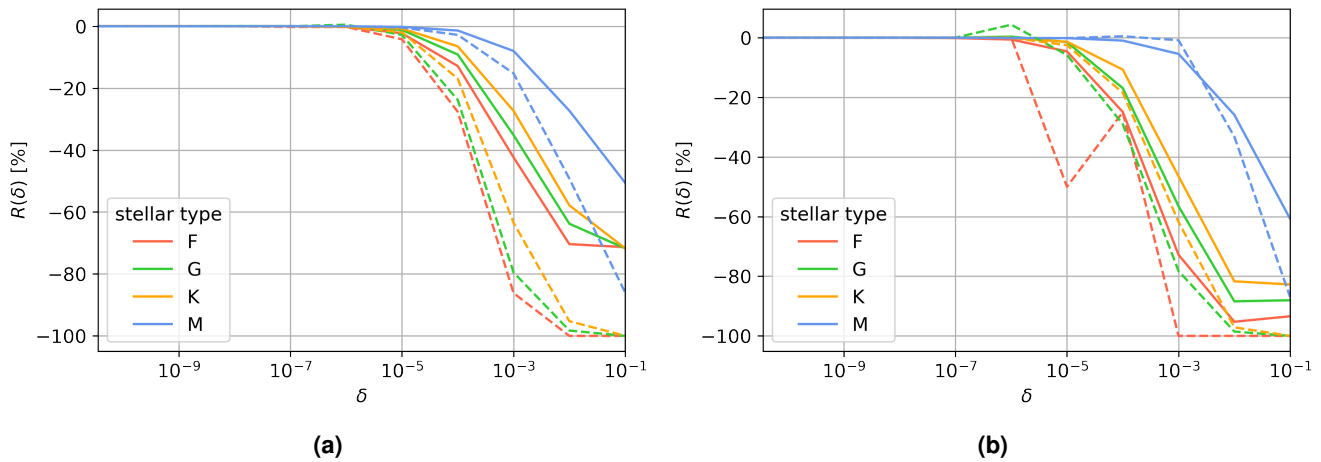 0
−20
−40
−60
−80
−100
R(δ) [%]
stellar type
F
G
K
M
10⁻⁹
10⁻⁷
10⁻⁵
10⁻³
10⁻¹
δ
(a)
0
−20
−40
−60
−80
−100
R(δ) [%]
stellar type
F
G
K
M
10⁻⁹
10⁻⁷
10⁻⁵
10⁻³
10⁻¹
δ
(b)